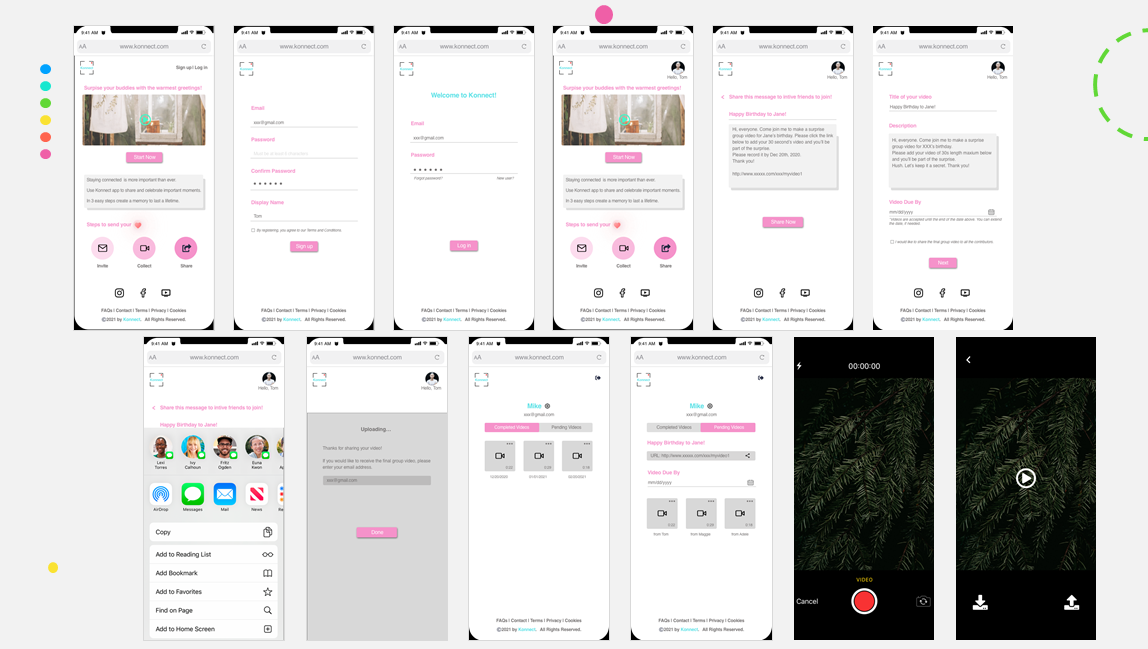 9:41 AM
AA www.konnect.com
Sign up I Log in
Surpise your buddies with the warmest greetings!
Start Now
Staying connected is more important than ever.
Use Konnect app to share and celebrate important moments.
In 3 easy steps create a memory to last a lifetime.
Steps to send your
Invite Collect Share
FAQs I Contact I Terms I Privacy I Cookies
©2021 by Konnect. All Rights Reserved.
9:41 AM
AA www.konnect.com
Email
xxx@gmail.com
Password
Confirm Password
Display Name
Tom
By registering, you agree to our Terms and Conditions.
Sign up
FAQs I Contact I Terms I Privacy I Cookies
©2021 by Konnect. All Rights Reserved.
9:41 AM
AA www.konnect.com
Welcome to Konnect!
Email
xxx@gmail.com
Password
Forgot password? New user?
Log in
FAQs I Contact I Terms I Privacy I Cookies
©2021 by Konnect. All Rights Reserved.
9:41 AM
AA www.konnect.com
Hello, Tom
Surpise your buddies with the warmest greetings!
Start Now
Staying connected is more important than ever.
Use Konnect app to share and celebrate important moments.
In 3 easy steps create a memory to last a lifetime.
Steps to send your
Invite Collect Share
FAQs I Contact I Terms I Privacy I Cookies
©2021 by Konnect. All Rights Reserved.
9:41 AM
AA www.konnect.com
Hello, Tom
< Share this message to intive friends to join!
Happy Birthday to Jane!
Hi, everyone. Come join me to make a surprise
group video for Jane's birthday. Please click the link
below to add your 30 second's video and you'll be
part of the surprise.
Please record it by Dec 20th, 2020.
Thank you!
http://www.xxxxx.com/xxx/myvideo1
Share Now
FAQs I Contact I Terms I Privacy I Cookies
©2021 by Konnect. All Rights Reserved.
9:41 AM
AA www.konnect.com
Hello, Tom
Title of your video
Happy Birthday to Jane!
Description
Hi, everyone. Come join me to make a surprise
group video for XXX's birthday.
Please add your video of 30s length maxium below
and you'll be part of the surprise.
Hush. Let's keep it a secret. Thank you!
Video Due By
mm/dd/yyyy
*Videos are accepted until the end of the date above. You can extend
the date, if needed.
I would like to share the final group video to all the contributors.
Next
FAQs I Contact I Terms I Privacy I Cookies
©2021 by Konnect. All Rights Reserved.
9:41 AM
AA www.konnect.com
Hello, Tom
< Share this message to intive friends to join!
Happy Birthday to Jane!
Lexi Torres
Ivy Calhoun
Fritz Ogden
Euna Kwon
AirDrop Messages Mail News
Copy
Add to Reading List
Add Bookmark
Add to Favorites
Find on Page
Add to Home Screen
9:41 AM
AA www.konnect.com
Hello, Tom
Uploading...
Thanks for sharing your video!
If you would like to receive the final group video, please
enter your email address.
xxx@gmail.com
Done
9:41 AM
AA www.konnect.com
Mike
xxx@gmail.com
Completed Videos Pending Videos
12/20/2020 01/01/2021 02/20/2021
FAQs I Contact I Terms I Privacy I Cookies
©2021 by Konnect. All Rights Reserved.
9:41 AM
AA www.konnect.com
Mike
xxx@gmail.com
Completed Videos Pending Videos
Happy Birthday to Jane!
URL: http://www.xxxxx.com/xxx/myvideo1
Video Due By
mm/dd/yyyy
from Tom from Maggie from Adele
FAQs I Contact I Terms I Privacy I Cookies
©2021 by Konnect. All Rights Reserved.
00:00:00
VIDEO
Cancel